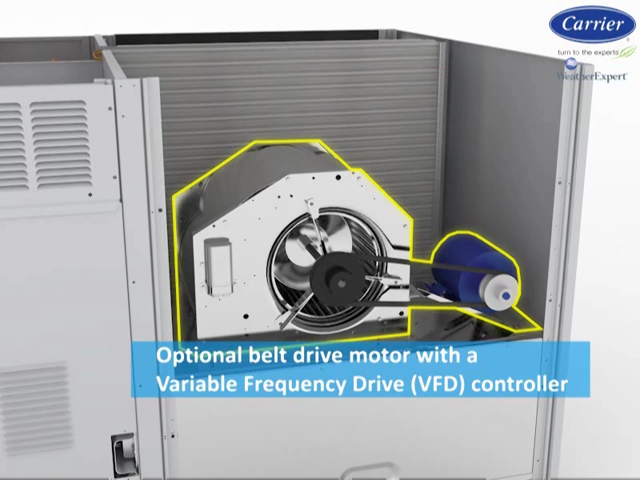 Carrier
turn to the experts
WeatherExpert
Optional belt drive motor with a
Variable Frequency Drive (VFD) controller